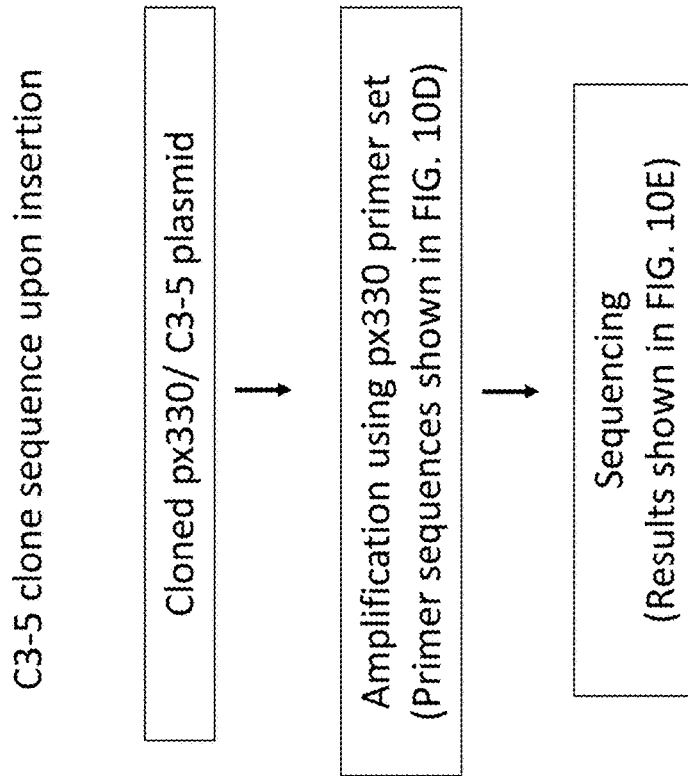 C3-5 clone sequence upon insertion
Cloned px330/ C3-5 plasmid
Amplification using px330 primer set
(Primer sequences shown in FIG. 10D)
Sequencing
(Results shown in FIG. 10E)